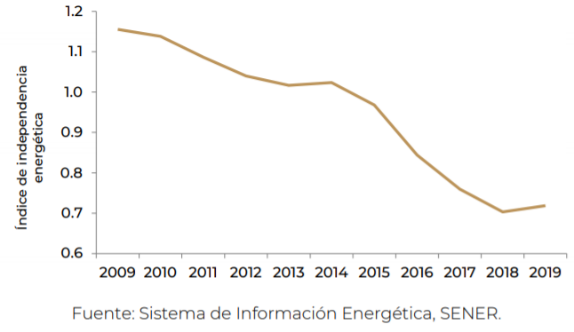 1.2
1.1
1.0
0.9
0.8
0.7
0.6
Índice de independencia
energética
2009 2010 2011 2012 2013 2014 2015 2016 2017 2018 2019
Fuente: Sistema de Información Energética, SENER.